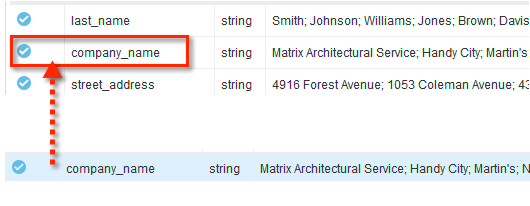 last_name string Smith; Johnson; Williams; Jones; Brown; Davis
company_name string Matrix Architectural Service; Handy City; Martin's
street_address string 4916 Forest Avenue; 1053 Coleman Avenue; 43
company_name string Matrix Architectural Service; Handy City; Martin's; N